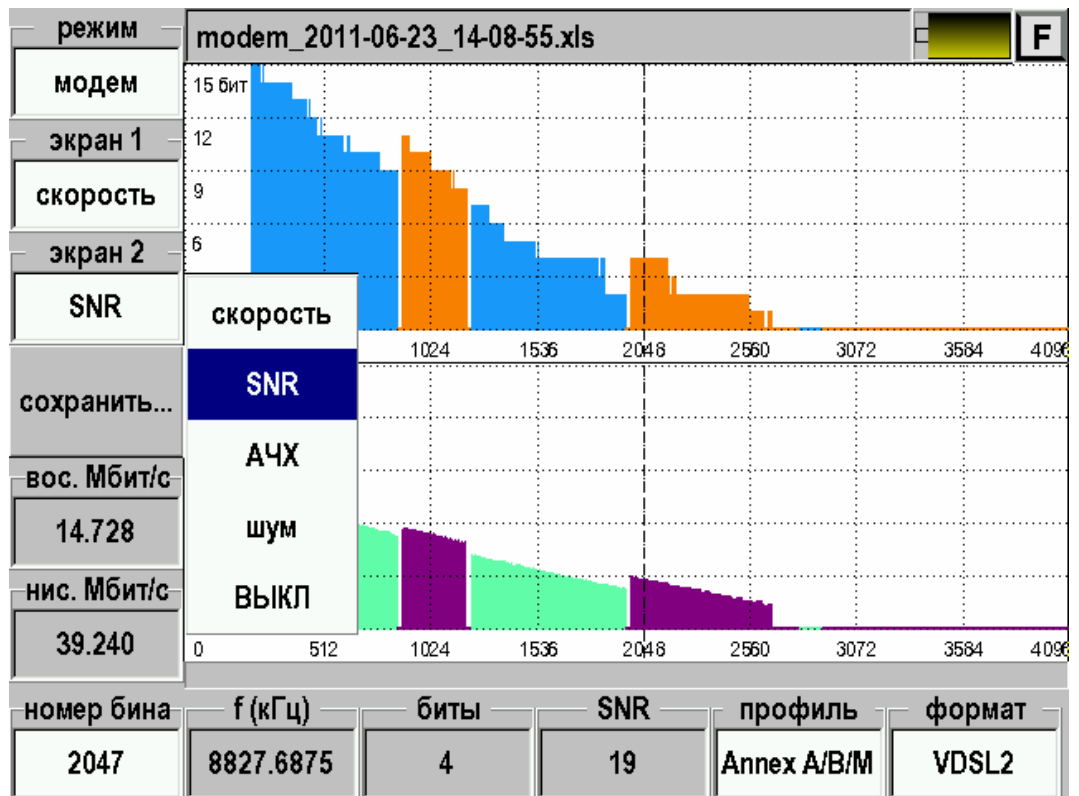 режим
modem_2011-06-23_14-08-55.xls
F
модем
экран 1
скорость
экран 2
SNR
сохранить...
вос. Мбит/с
14.728
нис. Мбит/с
39.240
15 бит
12
9
6
1024 1536 2048 2560 3072 3584 4096
скорость
SNR
АЧХ
шум
ВЫКЛ
0 512 1024 1536 2048 2560 3072 3584 4096
номер бина f (кГц) биты SNR профиль формат
2047 8827.6875 4 19 Annex A/B/M VDSL2